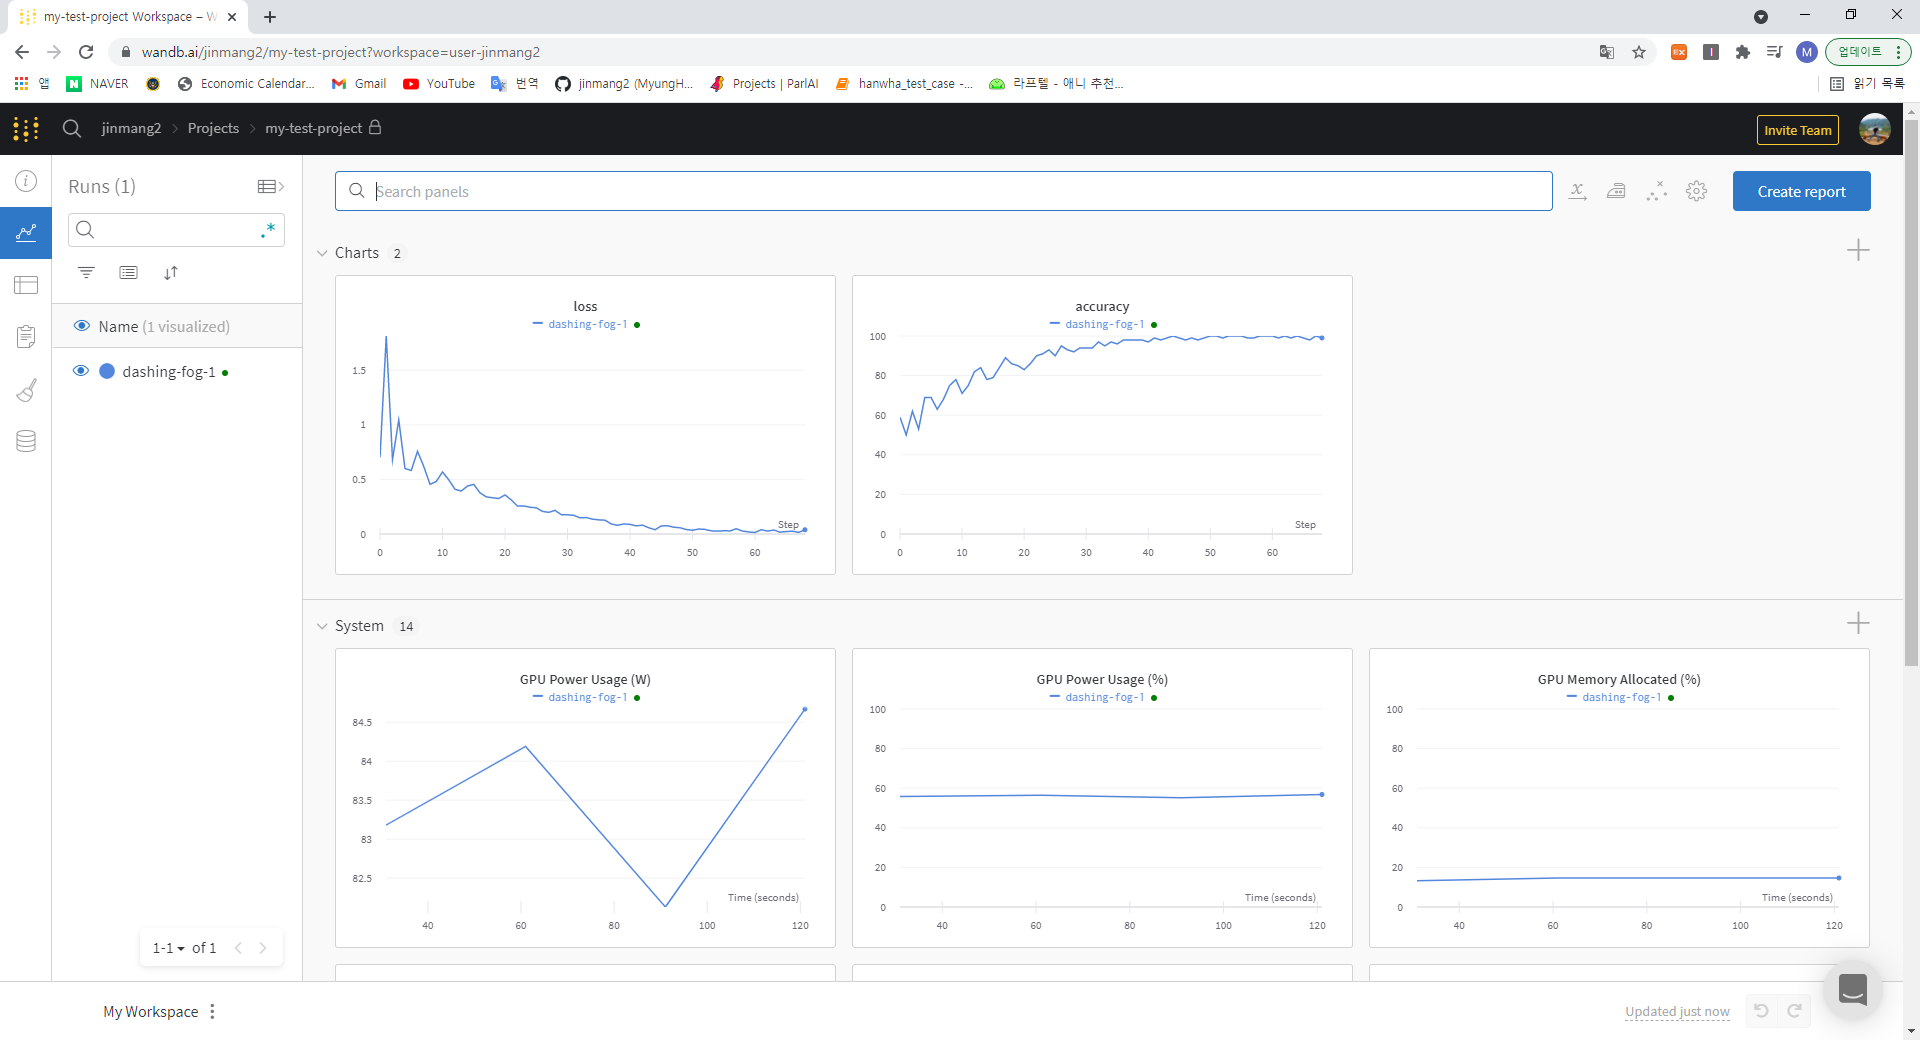 my-test-project Workspace – W
wandb.ai/jinmang2/my-test-project?workspace=user-jinmang2
M
업데이트
앱
NAVER
Economic Calendar...
Gmail
YouTube
번역
jinmang2 (MyungH...
Projects | ParlAI
hanwha_test_case -...
라프텔 - 애니 추천...
읽기 목록
jinmang2 > Projects > my-test-project
Invite Team
Runs (1)
.*
Name (1 visualized)
dashing-fog-1
1-1 of 1
Search panels
Create report
Charts 2
loss
dashing-fog-1
1.5
1
0.5
0
Step
0 10 20 30 40 50 60
accuracy
dashing-fog-1
100
80
60
40
20
0
Step
0 10 20 30 40 50 60
System 14
GPU Power Usage (W)
dashing-fog-1
84.5
84
83.5
83
82.5
Time (seconds)
40 60 80 100 120
GPU Power Usage (%)
dashing-fog-1
100
80
60
40
20
0
Time (seconds)
40 60 80 100 120
GPU Memory Allocated (%)
dashing-fog-1
100
80
60
40
20
0
Time (seconds)
40 60 80 100 120
My Workspace
Updated just now